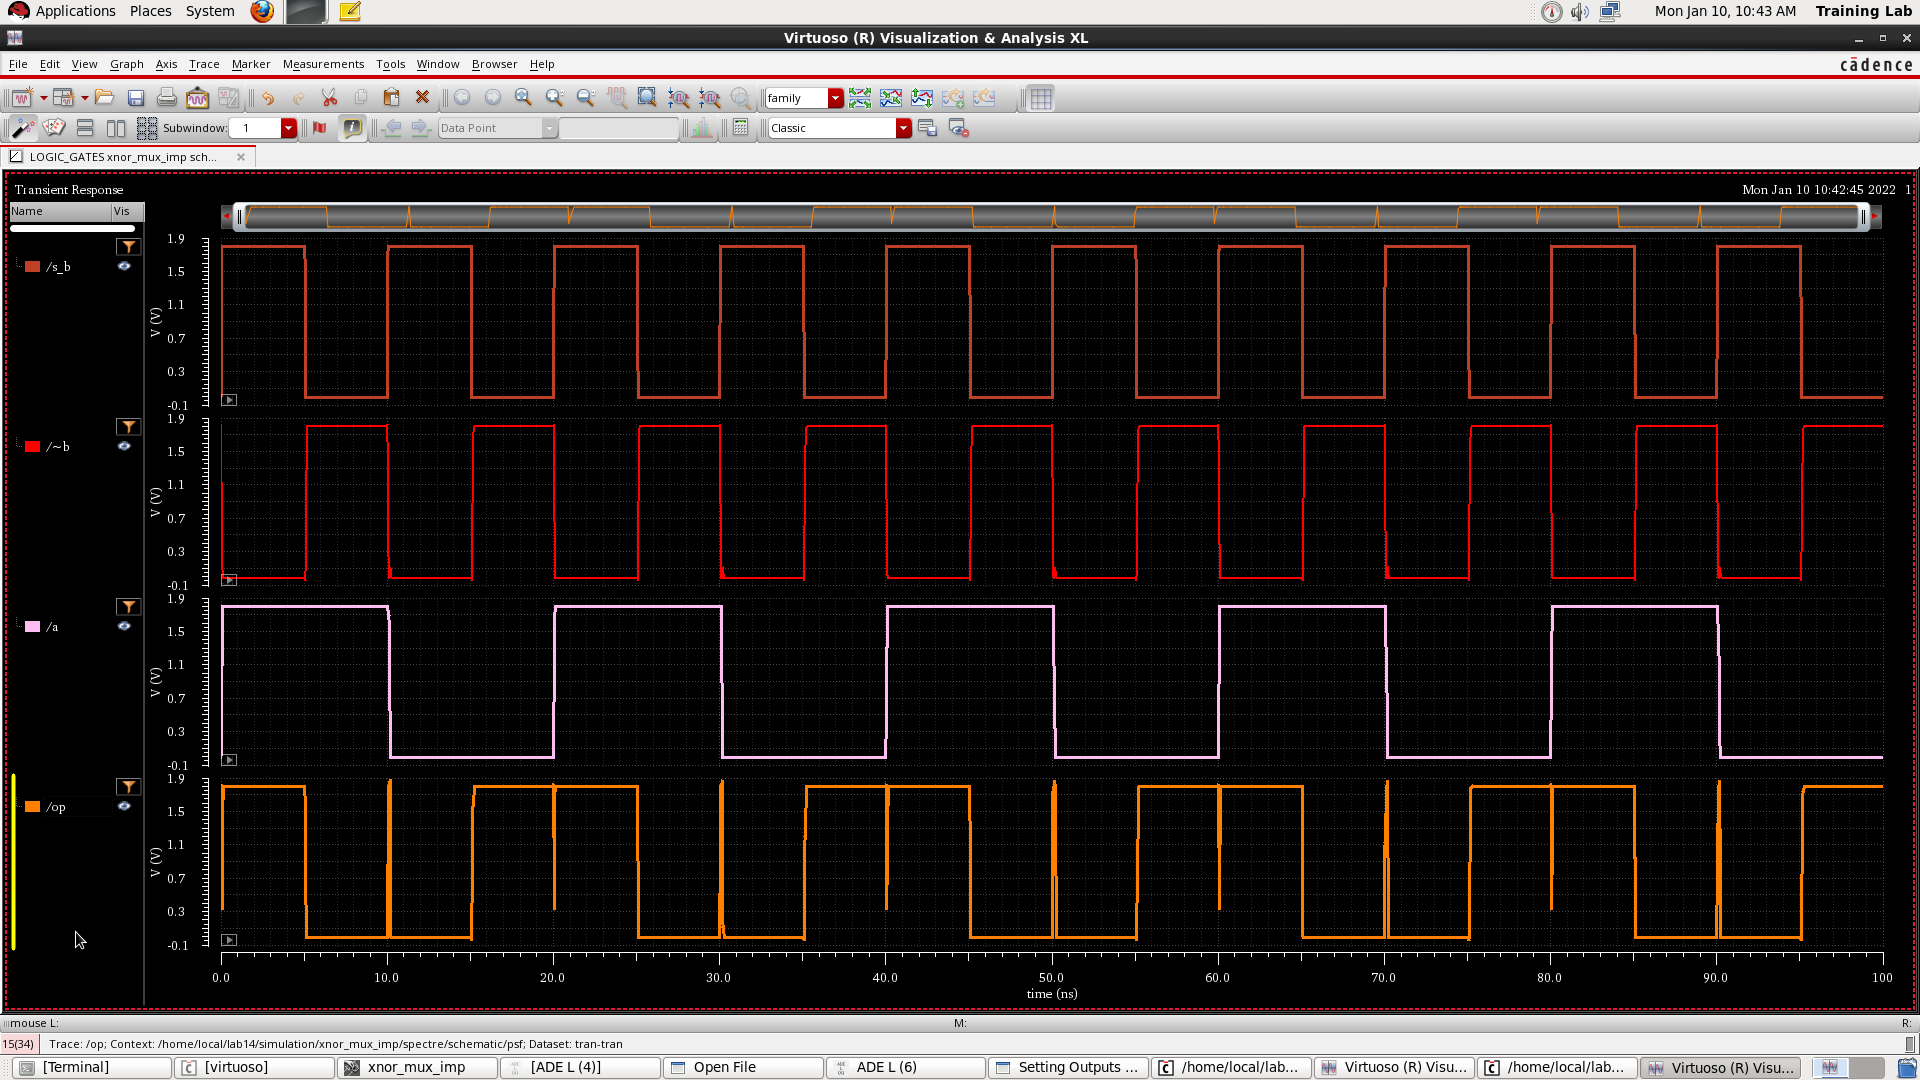 Applications Places System Mon Jan 10, 10:43 AM Training Lab
Virtuoso (R) Visualization & Analysis XL
File Edit View Graph Axis Trace Marker Measurements Tools Window Browser Help cādence
family
Subwindow: 1 Data Point Classic
LOGIC_GATES xnor_mux_imp sch...
Transient Response Mon Jan 10 10:42:45 2022 1
Name Vis
/s_b
1.9
1.5
1.1
0.7
0.3
-0.1
V (V)
/~b
1.9
1.5
1.1
0.7
0.3
-0.1
V (V)
/a
1.9
1.5
1.1
0.7
0.3
-0.1
V (V)
/op
1.9
1.5
1.1
0.7
0.3
-0.1
V (V)
0.0 10.0 20.0 30.0 40.0 50.0 60.0 70.0 80.0 90.0 100
time (ns)
mouse L: M: R:
15(34) Trace: /op; Context: /home/local/lab14/simulation/xnor_mux_imp/spectre/schematic/psf; Dataset: tran-tran
[Terminal] [virtuoso] xnor_mux_imp [ADE L (4)] Open File ADE L (6) Setting Outputs ... /home/local/lab... Virtuoso (R) Visu... /home/local/lab... Virtuoso (R) Visu...